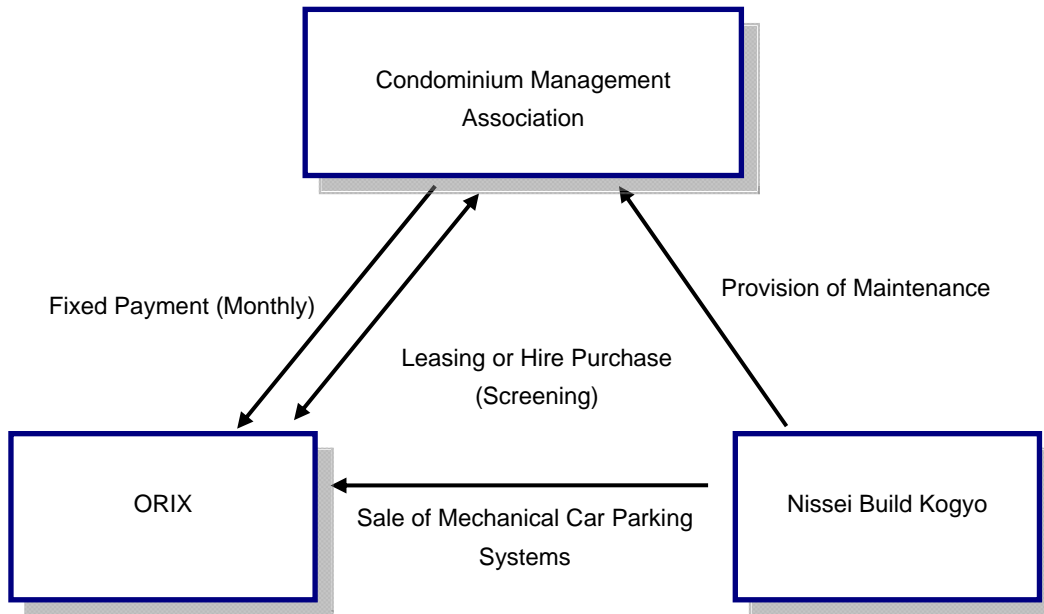 Condominium Management
Association
Fixed Payment (Monthly)
Provision of Maintenance
Leasing or Hire Purchase
(Screening)
ORIX
Sale of Mechanical Car Parking
Systems
Nissei Build Kogyo